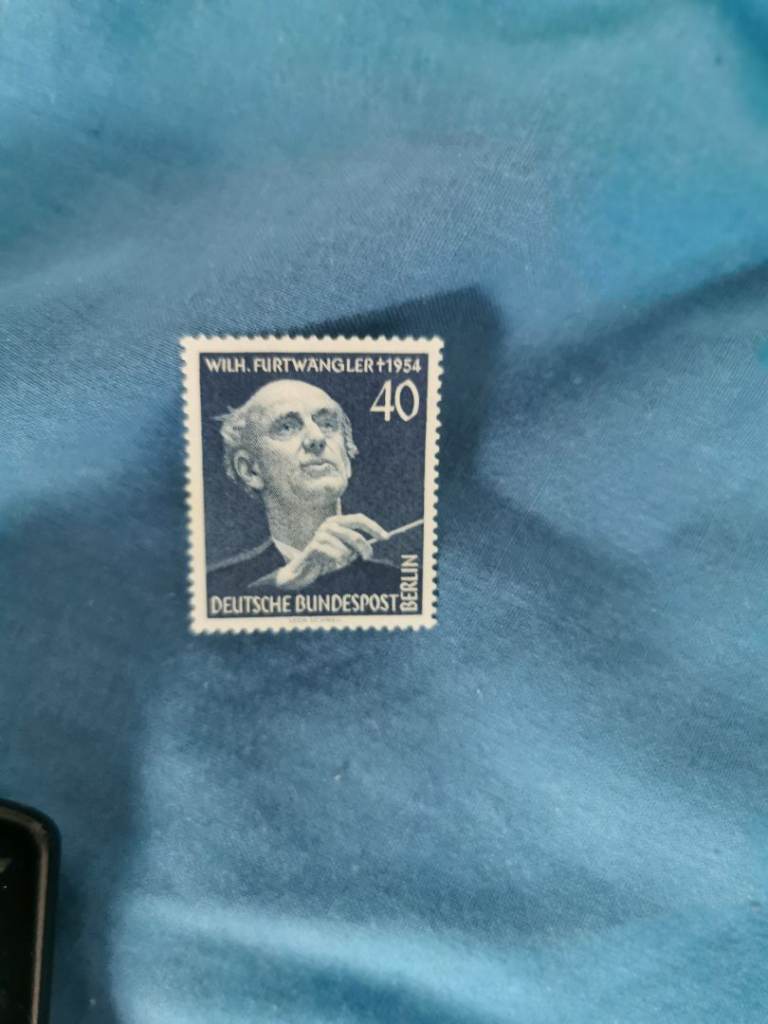 WILH. FURTWÄNGLER † 1954
40
DEUTSCHE BUNDESPOST
BERLIN